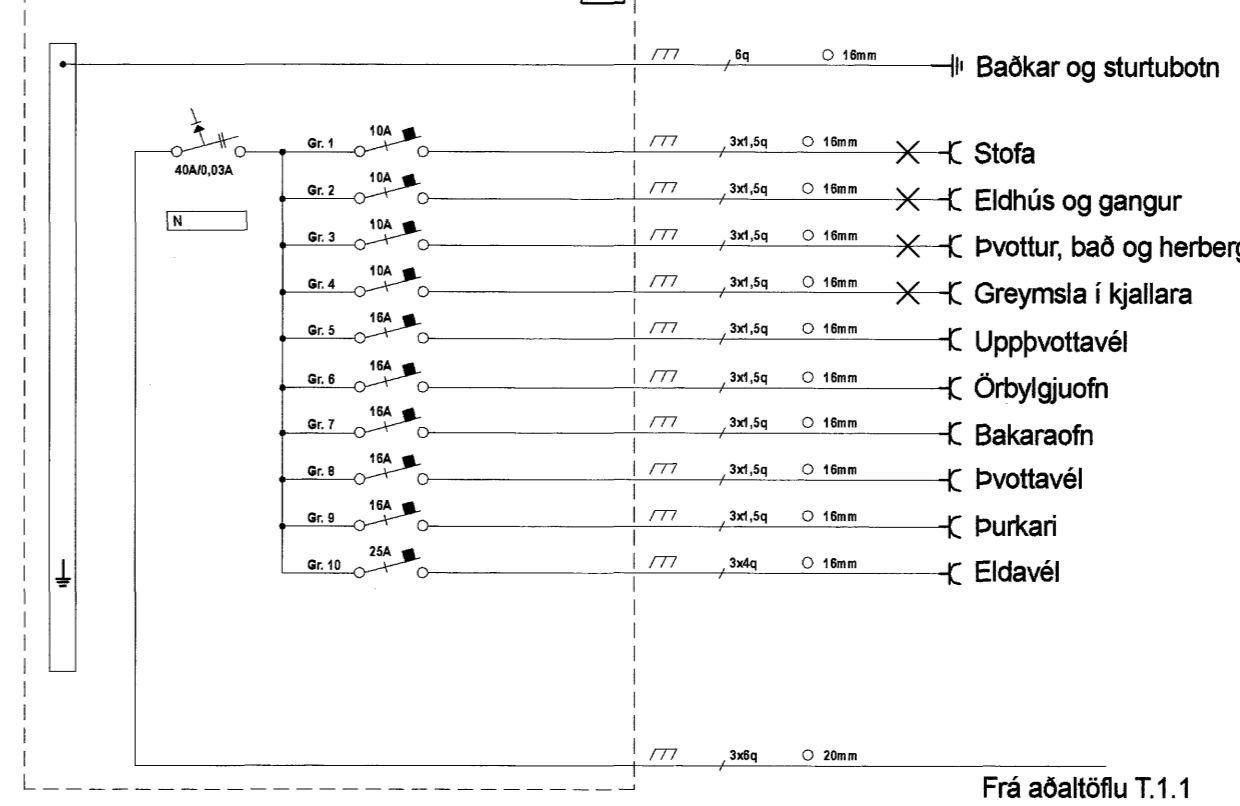 6q 16mm Baðkar og sturtubotn
40A/0,03A
N
Gr. 1 10A 3x1,5q 16mm Stofa
Gr. 2 10A 3x1,5q 16mm Eldhús og gangur
Gr. 3 10A 3x1,5q 16mm Þvottur, bað og herberg
Gr. 4 10A 3x1,5q 16mm Greymsla í kjallara
Gr. 5 16A 3x1,5q 16mm Uppþvottavél
Gr. 6 16A 3x1,5q 16mm Örbylgjuofn
Gr. 7 16A 3x1,5q 16mm Bakaraofn
Gr. 8 16A 3x1,5q 16mm Þvottavél
Gr. 9 16A 3x1,5q 16mm Þurkari
Gr. 10 25A 3x4q 16mm Eldavél
3x6q 20mm
Frá aðaltöflu T.1.1